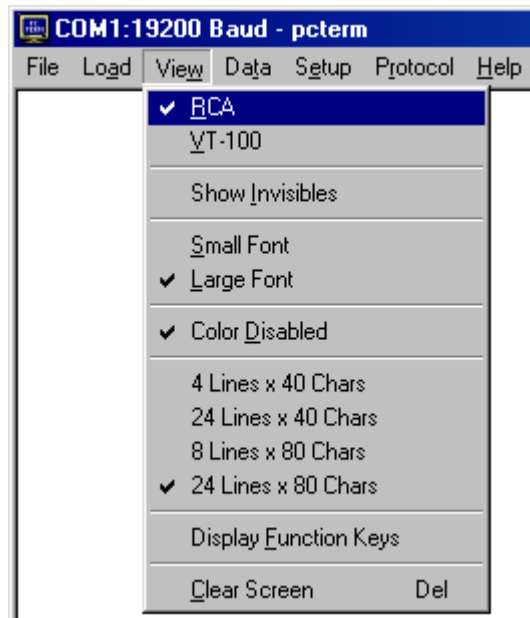 COM1:19200 Baud - pcterm
File Load View Data Setup Protocol Help
RCA
VT-100
Show Invisibles
Small Font
Large Font
Color Disabled
4 Lines x 40 Chars
24 Lines x 40 Chars
8 Lines x 80 Chars
24 Lines x 80 Chars
Display Function Keys
Clear Screen Del